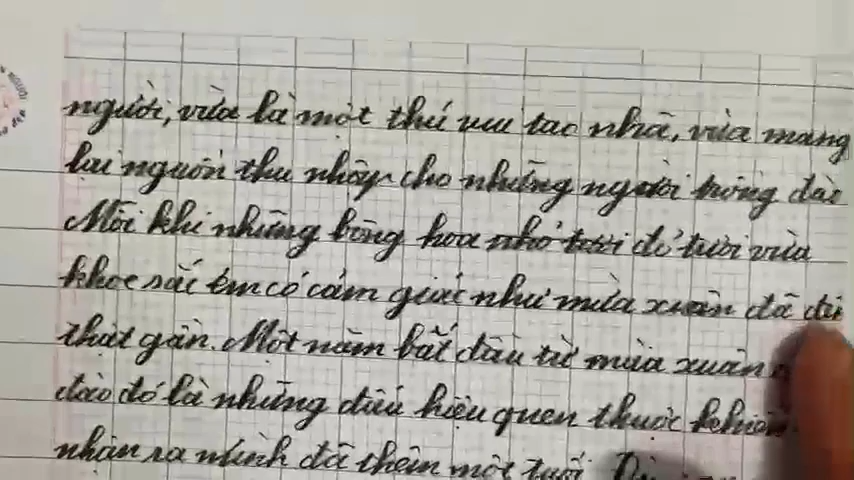 người, vừa là một thú vui tao nhã, vừa mang
lại nguồn thu nhập cho những người trồng đào
Mỗi khi những bông hoa nhỏ tươi đỏ tươi vừa
khoe sắc em có cảm giác như mùa xuân đã đến
thật gần. Một năm bắt đầu từ mùa xuân
đào đó là những dấu hiệu quen thuộc
nhận ra mình đã thêm một tuổi.